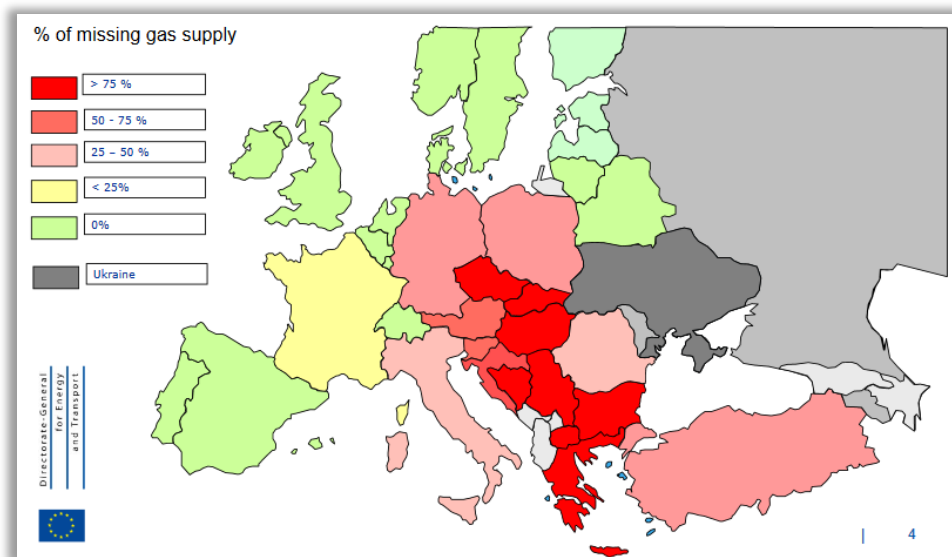 % of missing gas supply
> 75 %
50 - 75 %
25 – 50 %
< 25%
0%
Ukraine
Directorate-General
for Energy
and Transport
| 4